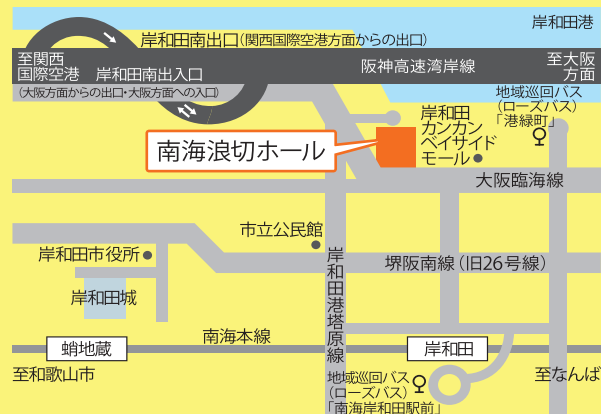 岸和田港
岸和田南出口(関西国際空港方面からの出口)
至関西
国際空港
岸和田南出入口
(大阪方面からの出口・大阪方面への入口)
阪神高速湾岸線
至大阪
方面
地域巡回バス
(ローズバス)
「港緑町」
岸和田
カンカン
ベイサイド
モール
南海浪切ホール
大阪臨海線
市立公民館
岸和田市役所
岸和田城
堺阪南線(旧26号線)
岸和田港塔原線
南海本線
蛸地蔵
岸和田
至和歌山市
至なんば
地域巡回バス
(ローズバス)
「南海岸和田駅前」